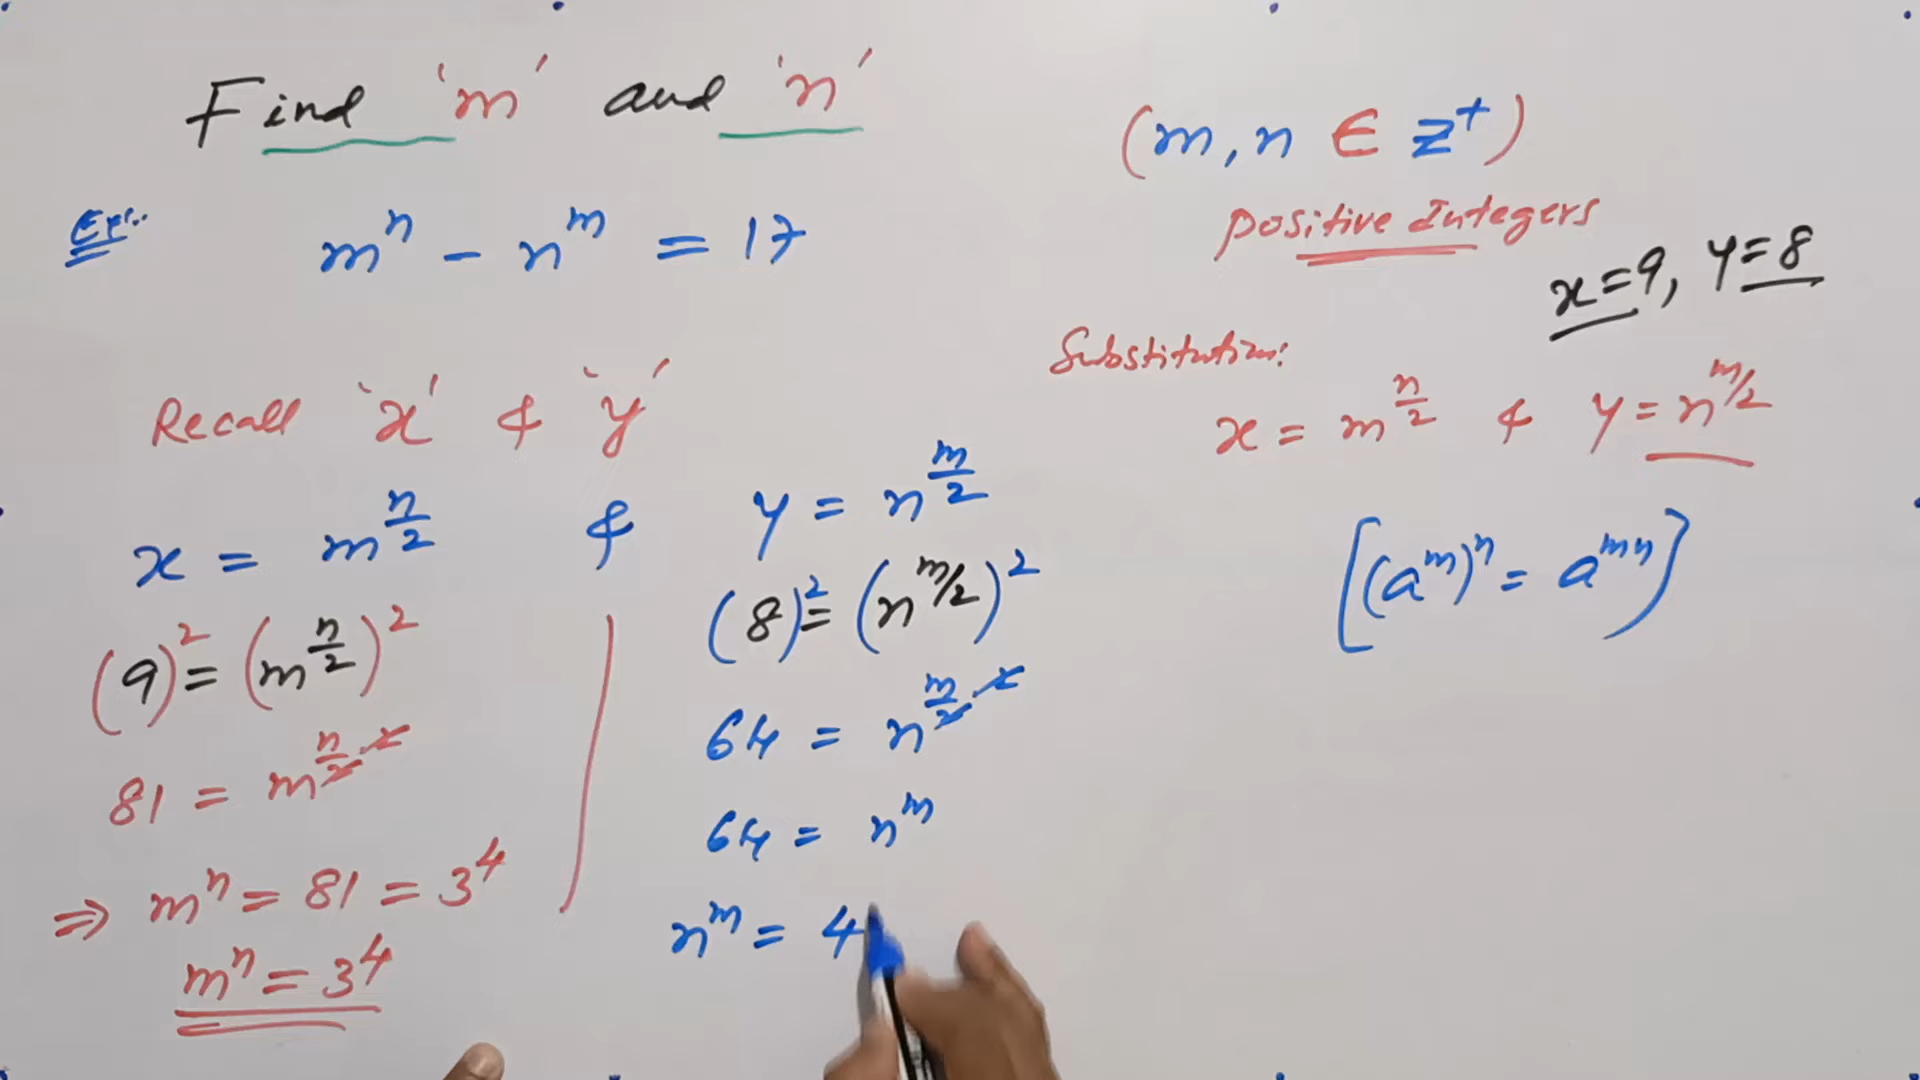 Find 'm' and 'n'
(m, n ∈ Z⁺)
Positive Integers
Ex:-
mⁿ - nᵐ = 17
x = 9, y = 8
Substitution:
x = m^(n/2) & y = n^(m/2)
Recall 'x' & 'y'
x = m^(n/2) & y = n^(m/2)
[(aᵐ)ⁿ = aᵐⁿ]
(9)² = (m^(n/2))²
81 = m^(n/2·2)
⇒ mⁿ = 81 = 3⁴
mⁿ = 3⁴
(8)² = (n^(m/2))²
64 = n^(m/2·2)
64 = nᵐ
nᵐ = 4